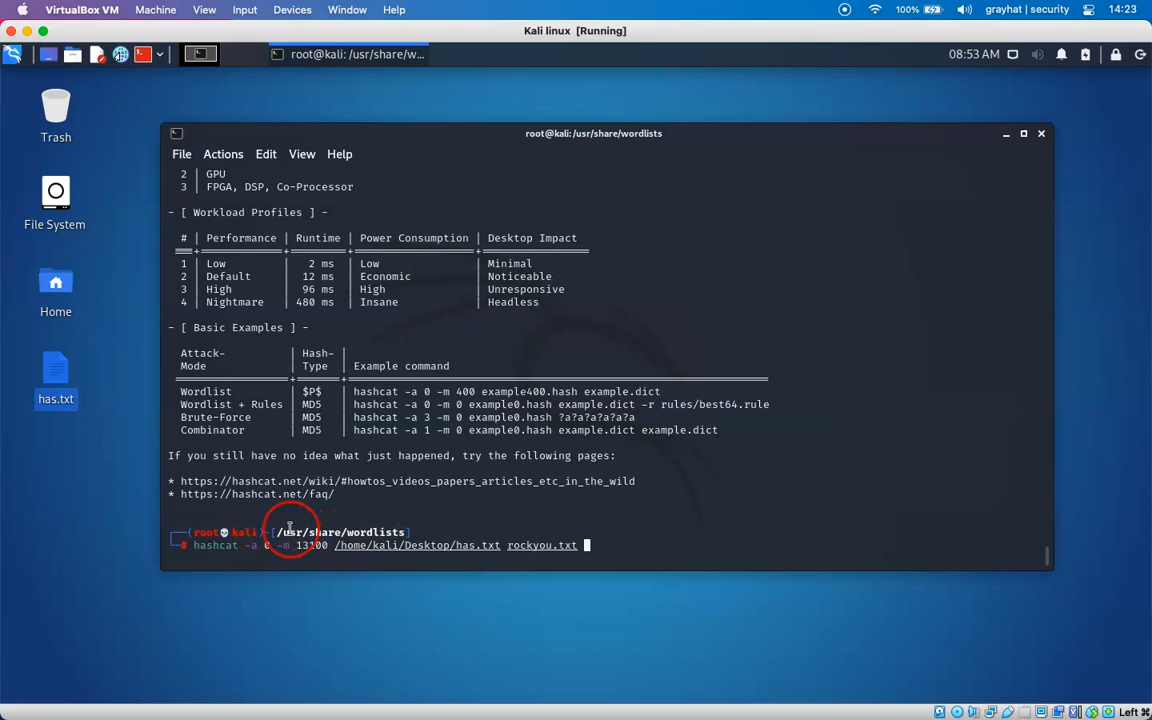 VirtualBox VM Machine View Input Devices Window Help 100% grayhat | security 14:23
Kali linux [Running]
root@kali: /usr/share/w... 08:53 AM
Trash
File System
Home
has.txt
root@kali:/usr/share/wordlists
File Actions Edit View Help
2 | GPU
3 | FPGA, DSP, Co-Processor
- [ Workload Profiles ] -
# | Performance | Runtime | Power Consumption | Desktop Impact
1 | Low | 2 ms | Low | Minimal
2 | Default | 12 ms | Economic | Noticeable
3 | High | 96 ms | High | Unresponsive
4 | Nightmare | 480 ms | Insane | Headless
- [ Basic Examples ] -
Attack- | Hash- |
Mode | Type | Example command
Wordlist | $P$ | hashcat -a 0 -m 400 example400.hash example.dict
Wordlist + Rules | MD5 | hashcat -a 0 -m 0 example0.hash example.dict -r rules/best64.rule
Brute-Force | MD5 | hashcat -a 3 -m 0 example0.hash ?a?a?a?a?a?a
Combinator | MD5 | hashcat -a 1 -m 0 example0.hash example.dict example.dict
If you still have no idea what just happened, try the following pages:
* https://hashcat.net/wiki/#howtos_videos_papers_articles_etc_in_the_wild
* https://hashcat.net/faq/
(root💀kali)-[/usr/share/wordlists]
# hashcat -a 0 -m 13100 /home/kali/Desktop/has.txt rockyou.txt
Left ⌘